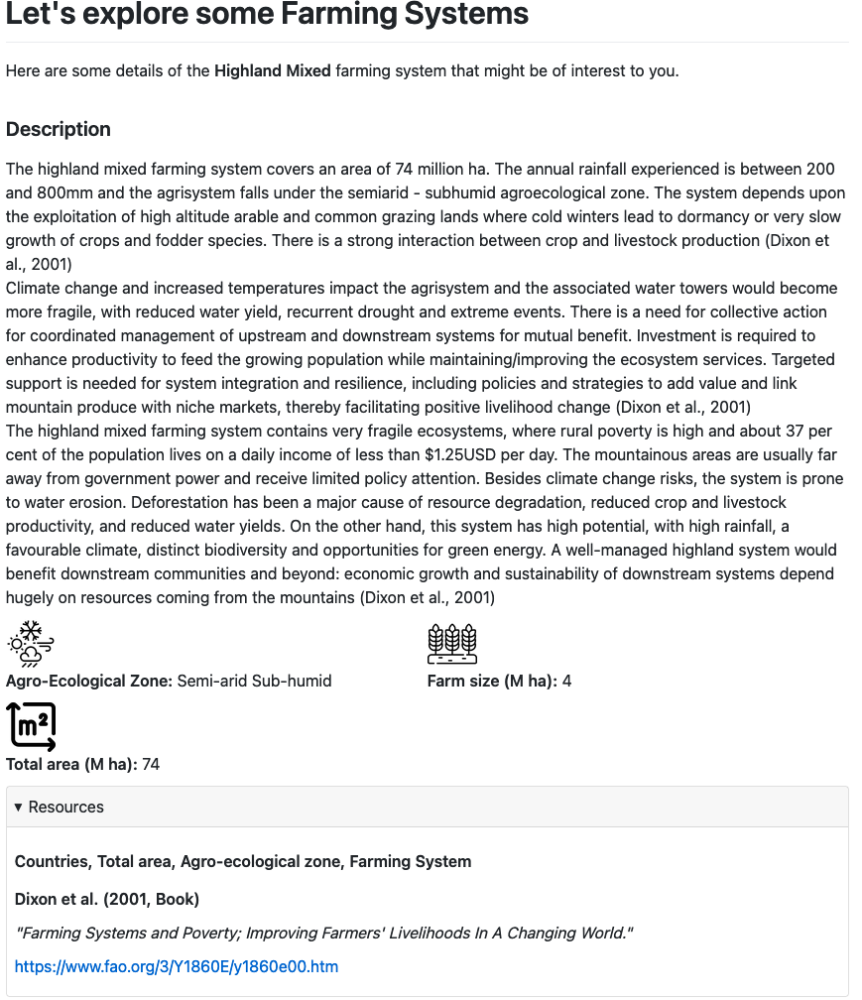 Let's explore some Farming Systems
Here are some details of the Highland Mixed farming system that might be of interest to you.
Description
The highland mixed farming system covers an area of 74 million ha. The annual rainfall experienced is between 200
and 800mm and the agrisystem falls under the semiarid - subhumid agroecological zone. The system depends upon
the exploitation of high altitude arable and common grazing lands where cold winters lead to dormancy or very slow
growth of crops and fodder species. There is a strong interaction between crop and livestock production (Dixon et
al., 2001)
Climate change and increased temperatures impact the agrisystem and the associated water towers would become
more fragile, with reduced water yield, recurrent drought and extreme events. There is a need for collective action
for coordinated management of upstream and downstream systems for mutual benefit. Investment is required to
enhance productivity to feed the growing population while maintaining/improving the ecosystem services. Targeted
support is needed for system integration and resilience, including policies and strategies to add value and link
mountain produce with niche markets, thereby facilitating positive livelihood change (Dixon et al., 2001)
The highland mixed farming system contains very fragile ecosystems, where rural poverty is high and about 37 per
cent of the population lives on a daily income of less than $1.25USD per day. The mountainous areas are usually far
away from government power and receive limited policy attention. Besides climate change risks, the system is prone
to water erosion. Deforestation has been a major cause of resource degradation, reduced crop and livestock
productivity, and reduced water yields. On the other hand, this system has high potential, with high rainfall, a
favourable climate, distinct biodiversity and opportunities for green energy. A well-managed highland system would
benefit downstream communities and beyond: economic growth and sustainability of downstream systems depend
hugely on resources coming from the mountains (Dixon et al., 2001)
Agro-Ecological Zone: Semi-arid Sub-humid
Farm size (M ha): 4
m²
Total area (M ha): 74
▾ Resources
Countries, Total area, Agro-ecological zone, Farming System
Dixon et al. (2001, Book)
"Farming Systems and Poverty; Improving Farmers' Livelihoods In A Changing World."
https://www.fao.org/3/Y1860E/y1860e00.htm